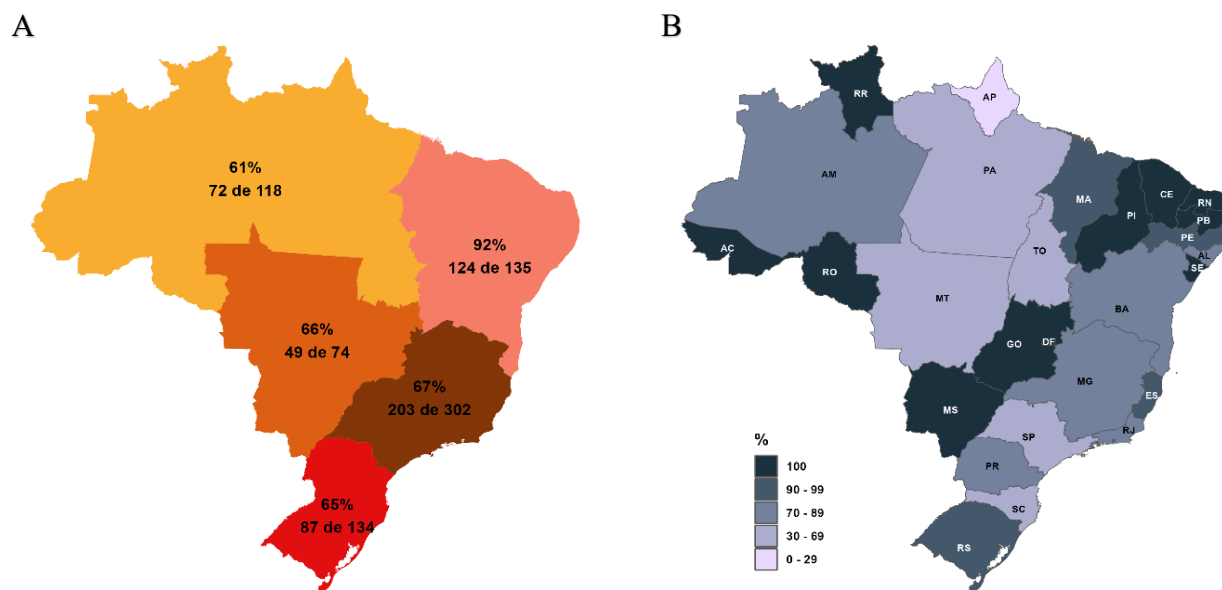 A
61%
72 de 118
92%
124 de 135
66%
49 de 74
67%
203 de 302
65%
87 de 134
B
RR
AP
AM
PA
MA
CE
RN
PI
PB
PE
AC
TO
AL
SE
RO
MT
BA
GO
DF
MG
ES
MS
RJ
SP
PR
SC
RS
%
100
90 - 99
70 - 89
30 - 69
0 - 29